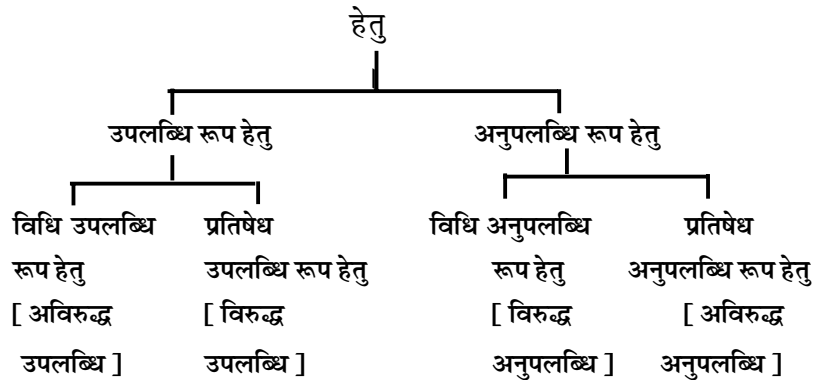 हेतु
उपलब्धि रूप हेतु
अनुपलब्धि रूप हेतु
विधि उपलब्धि
रूप हेतु
[ अविरुद्ध
उपलब्धि ]
प्रतिषेध
उपलब्धि रूप हेतु
[ विरुद्ध
उपलब्धि ]
विधि अनुपलब्धि
रूप हेतु
[ विरुद्ध
अनुपलब्धि ]
प्रतिषेध
अनुपलब्धि रूप हेतु
[ अविरुद्ध
अनुपलब्धि ]